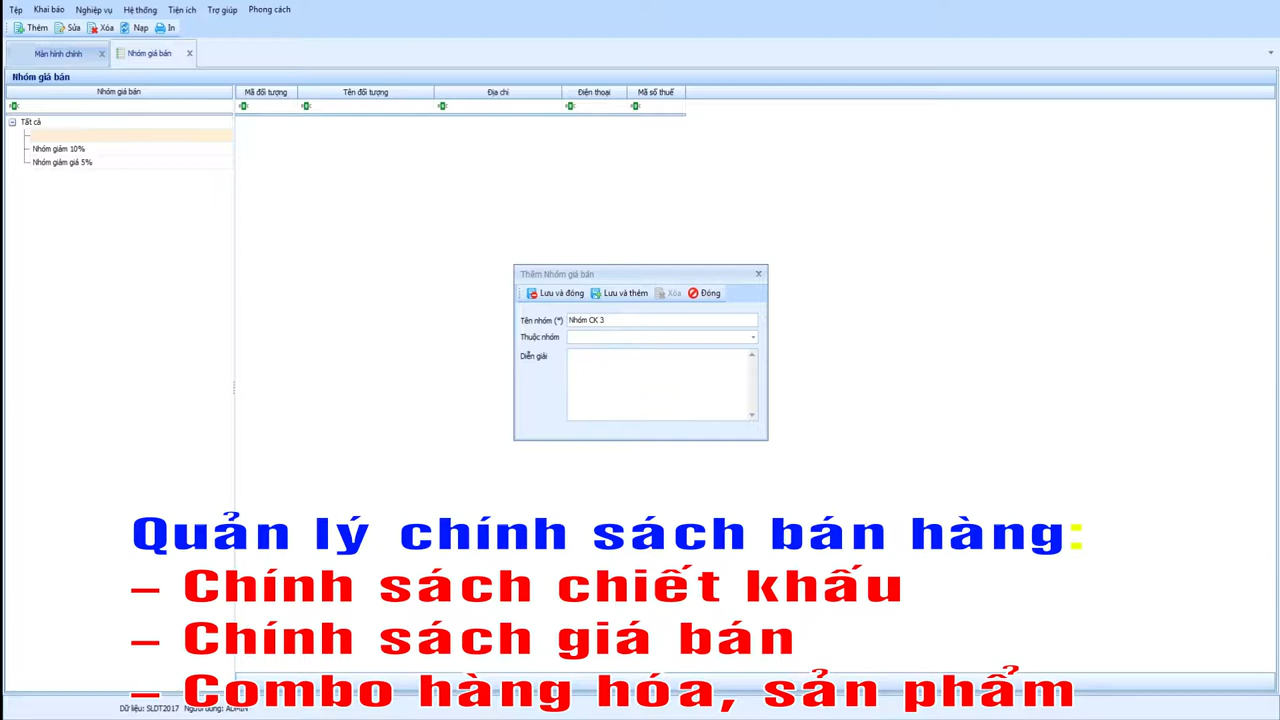 Tệp Khai báo Nghiệp vụ Hệ thống Tiện ích Trợ giúp Phong cách
Thêm Sửa Xóa Nạp In
Màn hình chính Nhóm giá bán
Nhóm giá bán
Nhóm giá bán Mã đối tượng Tên đối tượng Địa chỉ Điện thoại Mã số thuế
Tất cả
Nhóm giảm 10%
Nhóm giảm giá 5%
Thêm Nhóm giá bán
Lưu và đóng Lưu và thêm Xóa Đóng
Tên nhóm (*) Nhóm CK 3
Thuộc nhóm
Diễn giải
Quản lý chính sách bán hàng:
– Chính sách chiết khấu
– Chính sách giá bán
– Combo hàng hóa, sản phẩm
Dữ liệu: SLDT2017 Người dùng: ADMIN